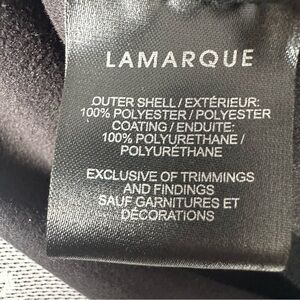 LAMARQUE
OUTER SHELL / EXTÉRIEUR:
100% POLYESTER / POLYESTER
COATING / ENDUITE:
100% POLYURETHANE /
POLYURÉTHANE
EXCLUSIVE OF TRIMMINGS
AND FINDINGS
SAUF GARNITURES ET
DÉCORATIONS